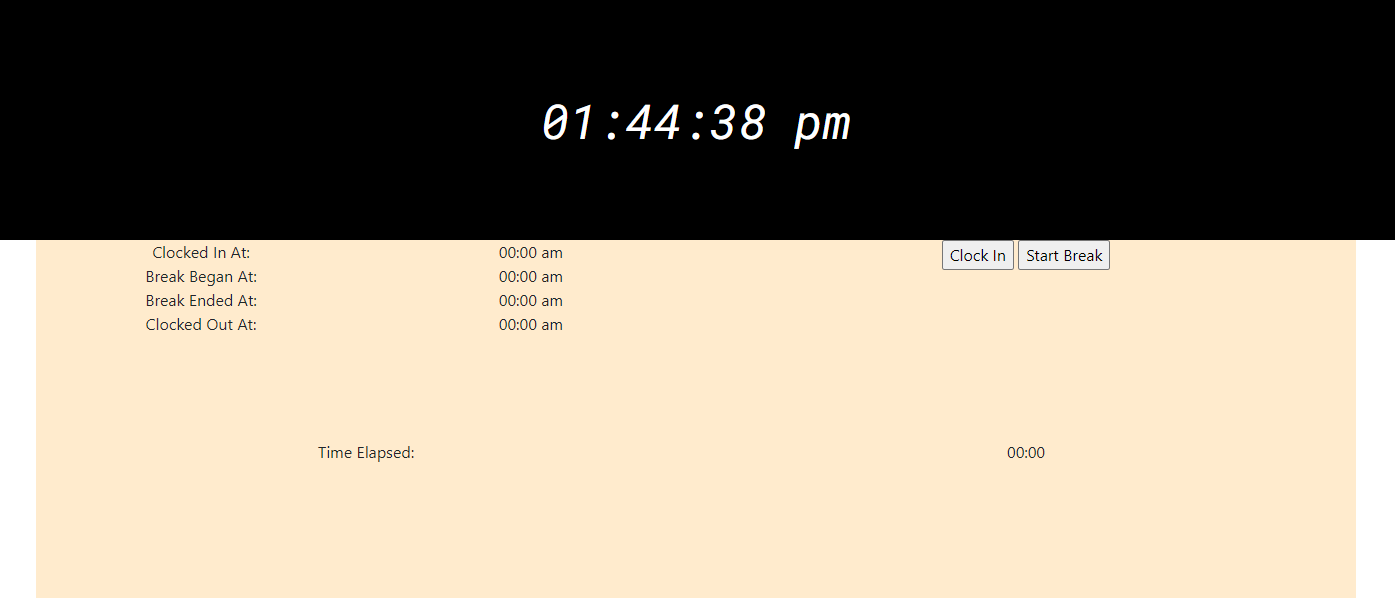 01:44:38 pm
Clocked In At: 00:00 am Clock In Start Break
Break Began At: 00:00 am
Break Ended At: 00:00 am
Clocked Out At: 00:00 am
Time Elapsed: 00:00